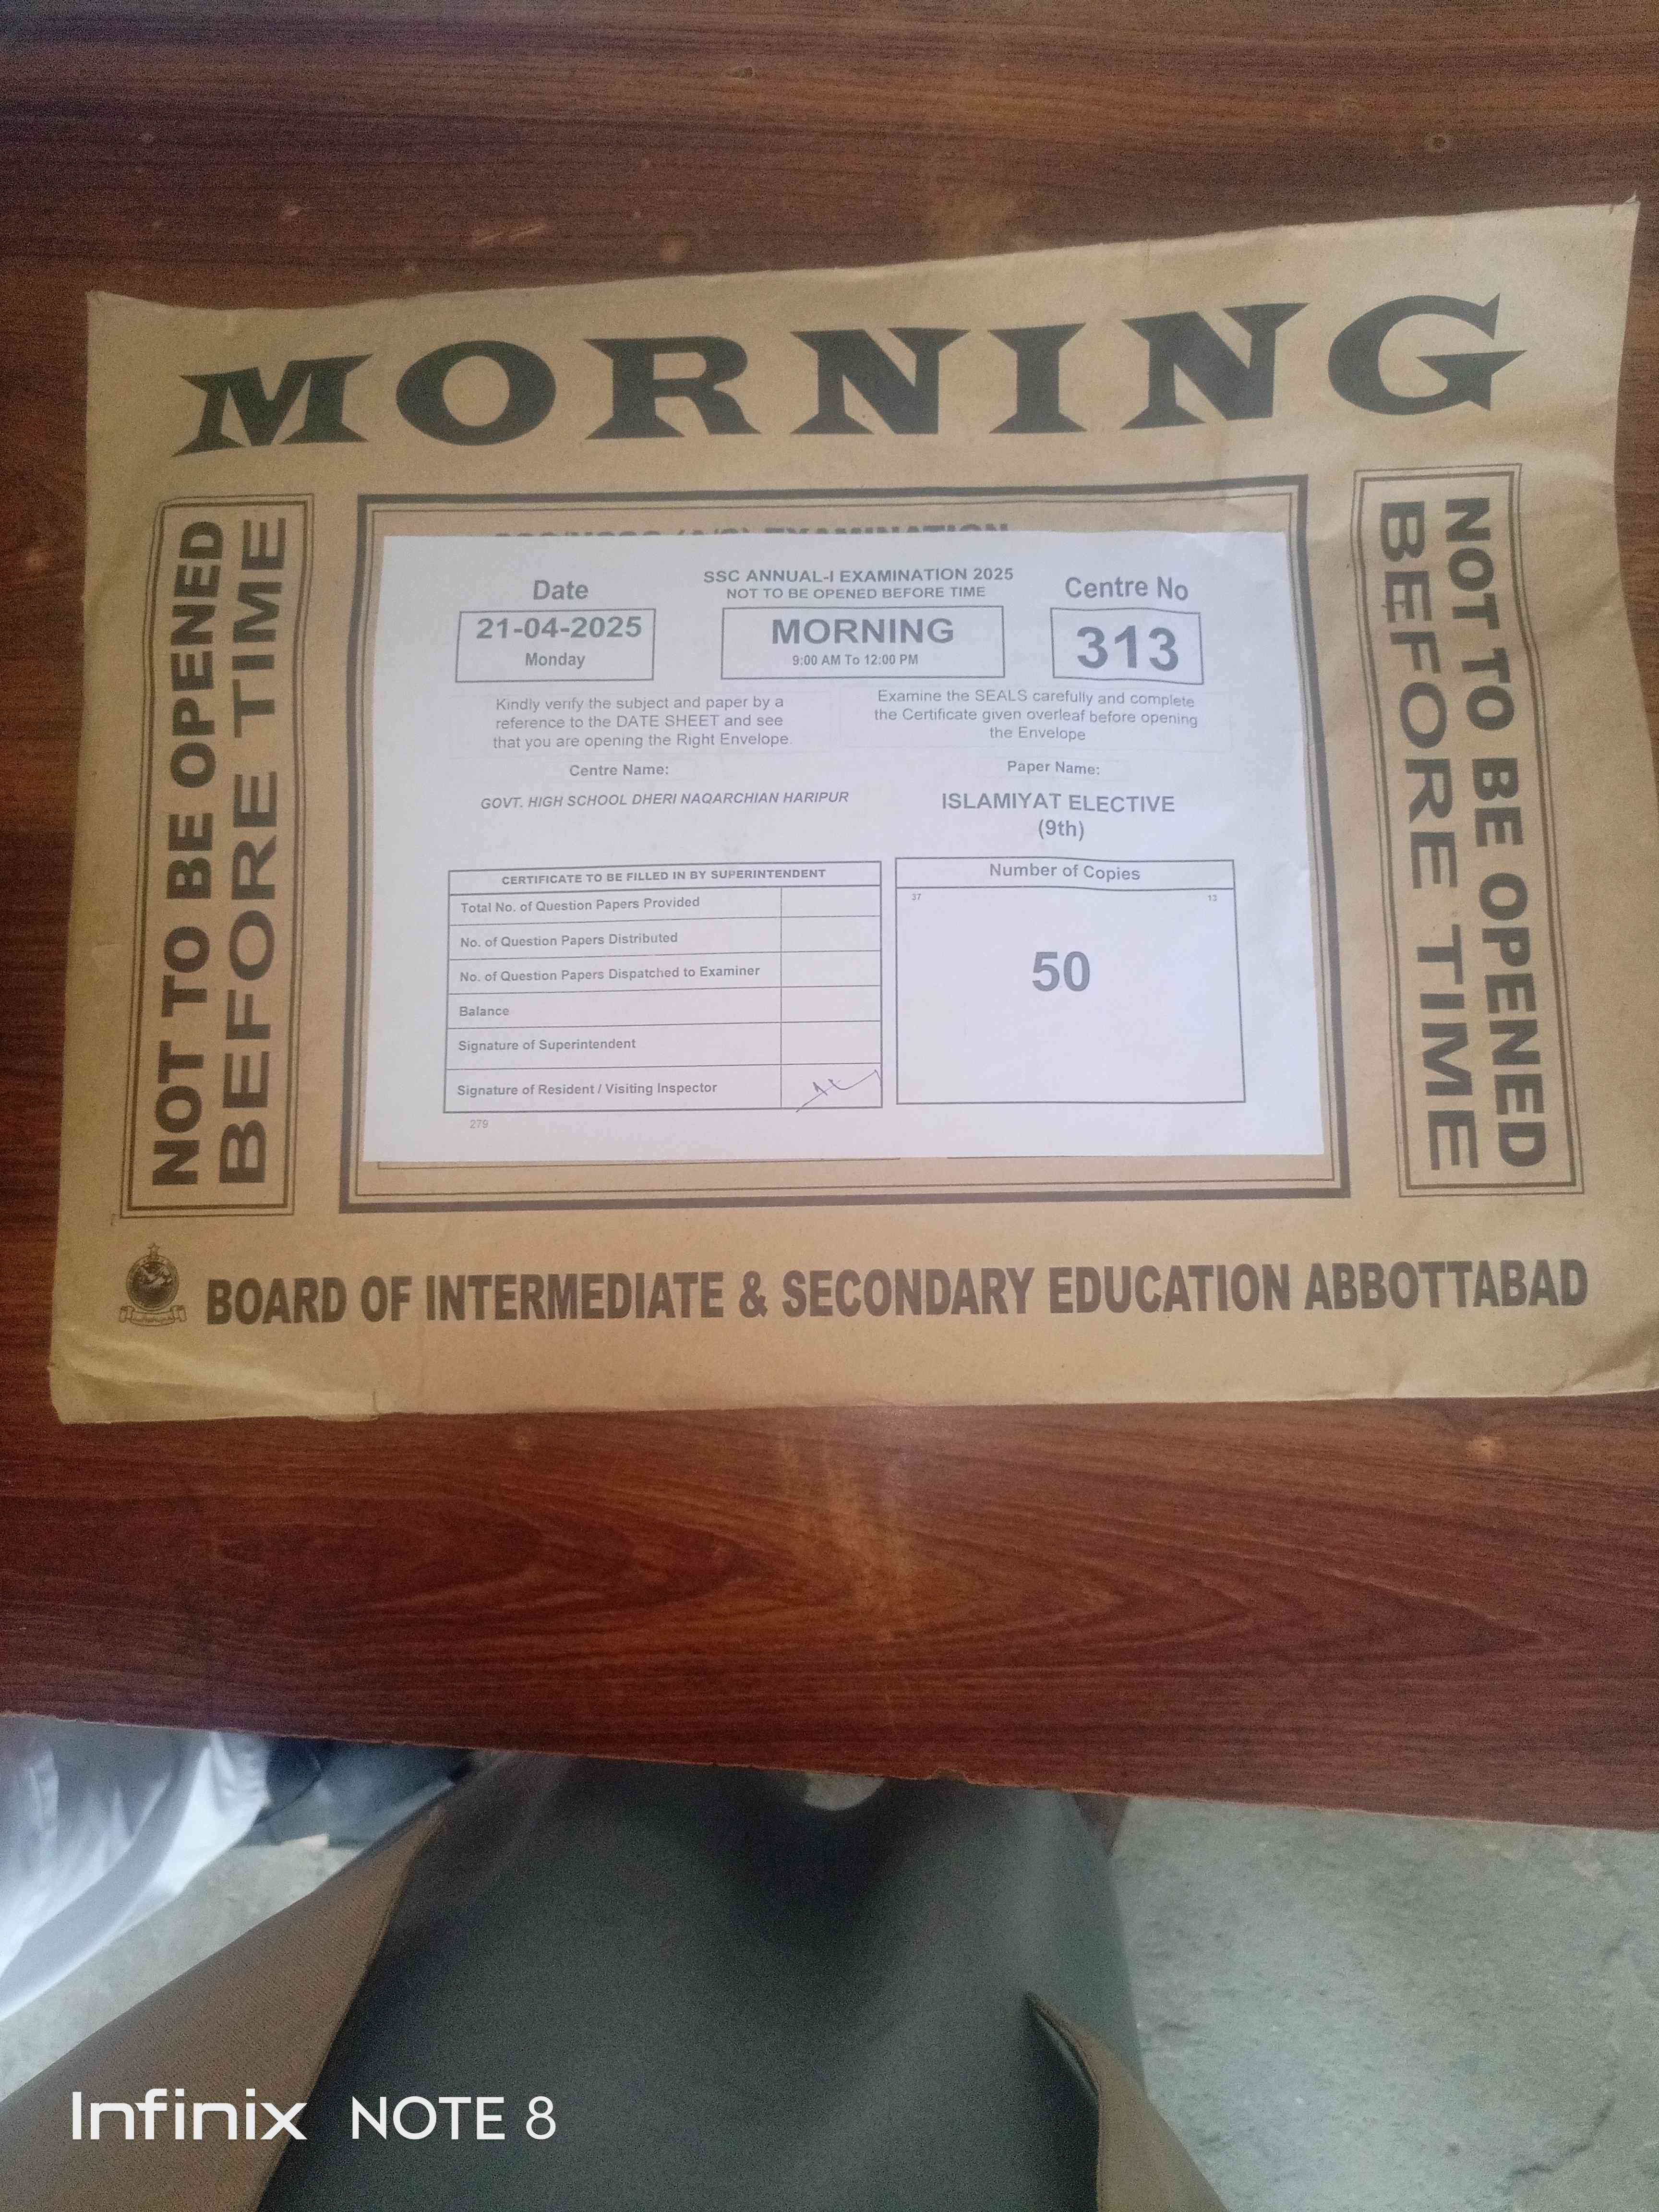 MORNING
NOT TO BE OPENED
BEFORE TIME
NOT TO BE OPENED
BEFORE TIME
EXAMINATION
Date
21-04-2025
Monday
SSC ANNUAL-I EXAMINATION 2025
NOT TO BE OPENED BEFORE TIME
MORNING
9:00 AM To 12:00 PM
Centre No
313
Kindly verify the subject and paper by a
reference to the DATE SHEET and see
that you are opening the Right Envelope.
Examine the SEALS carefully and complete
the Certificate given overleaf before opening
the Envelope
Centre Name:
GOVT. HIGH SCHOOL DHERI NAQARCHIAN HARIPUR
Paper Name:
ISLAMIYAT ELECTIVE
(9th)
CERTIFICATE TO BE FILLED IN BY SUPERINTENDENT
Total No. of Question Papers Provided
No. of Question Papers Distributed
No. of Question Papers Dispatched to Examiner
Balance
Signature of Superintendent
Signature of Resident / Visiting Inspector
279
Number of Copies
37 13
50
BOARD OF INTERMEDIATE & SECONDARY EDUCATION ABBOTTABAD
Infinix NOTE 8